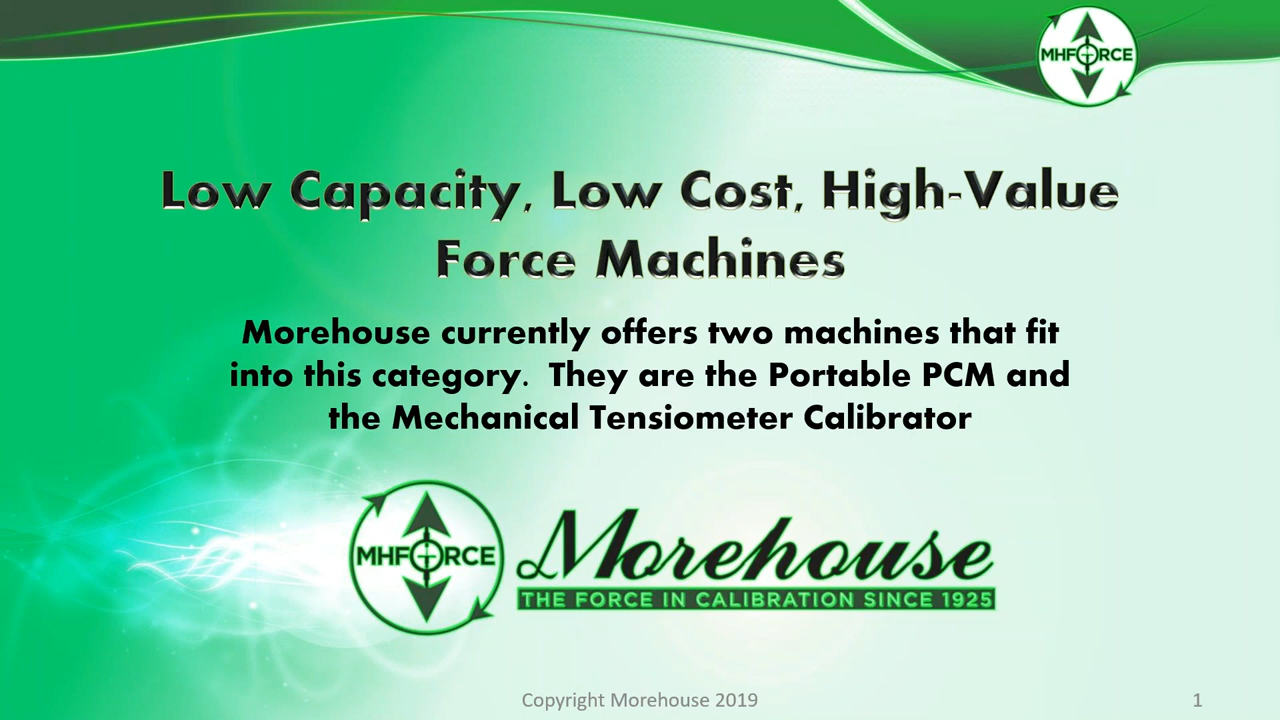 MHFORCE
Low Capacity, Low Cost, High-Value
Force Machines
Morehouse currently offers two machines that fit
into this category.  They are the Portable PCM and
the Mechanical Tensiometer Calibrator
MHFORCE
Morehouse
THE FORCE IN CALIBRATION SINCE 1925
Copyright Morehouse 2019
1